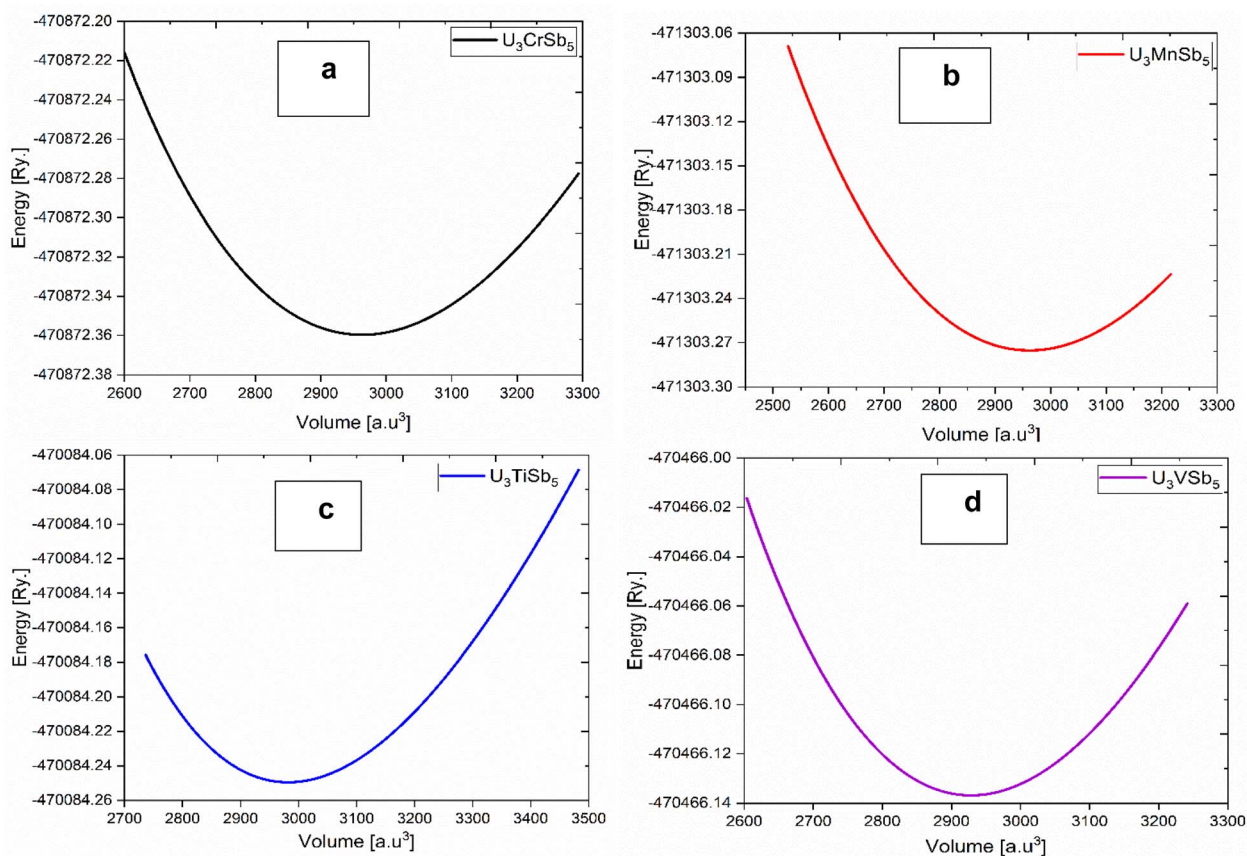 U₃CrSb₅
a
-470872.20
-470872.22
-470872.24
-470872.26
-470872.28
-470872.30
-470872.32
-470872.34
-470872.36
-470872.38
Energy [Ry.]
2600 2700 2800 2900 3000 3100 3200 3300
Volume [a.u³]
U₃MnSb₅
b
-471303.06
-471303.09
-471303.12
-471303.15
-471303.18
-471303.21
-471303.24
-471303.27
-471303.30
Energy [Ry.]
2500 2600 2700 2800 2900 3000 3100 3200 3300
Volume [a.u³]
U₃TiSb₅
c
-470084.06
-470084.08
-470084.10
-470084.12
-470084.14
-470084.16
-470084.18
-470084.20
-470084.22
-470084.24
-470084.26
Energy [Ry.]
2700 2800 2900 3000 3100 3200 3300 3400 3500
Volume [a.u³]
U₃VSb₅
d
-470466.00
-470466.02
-470466.04
-470466.06
-470466.08
-470466.10
-470466.12
-470466.14
Energy [Ry.]
2600 2700 2800 2900 3000 3100 3200 3300
Volume [a.u³]